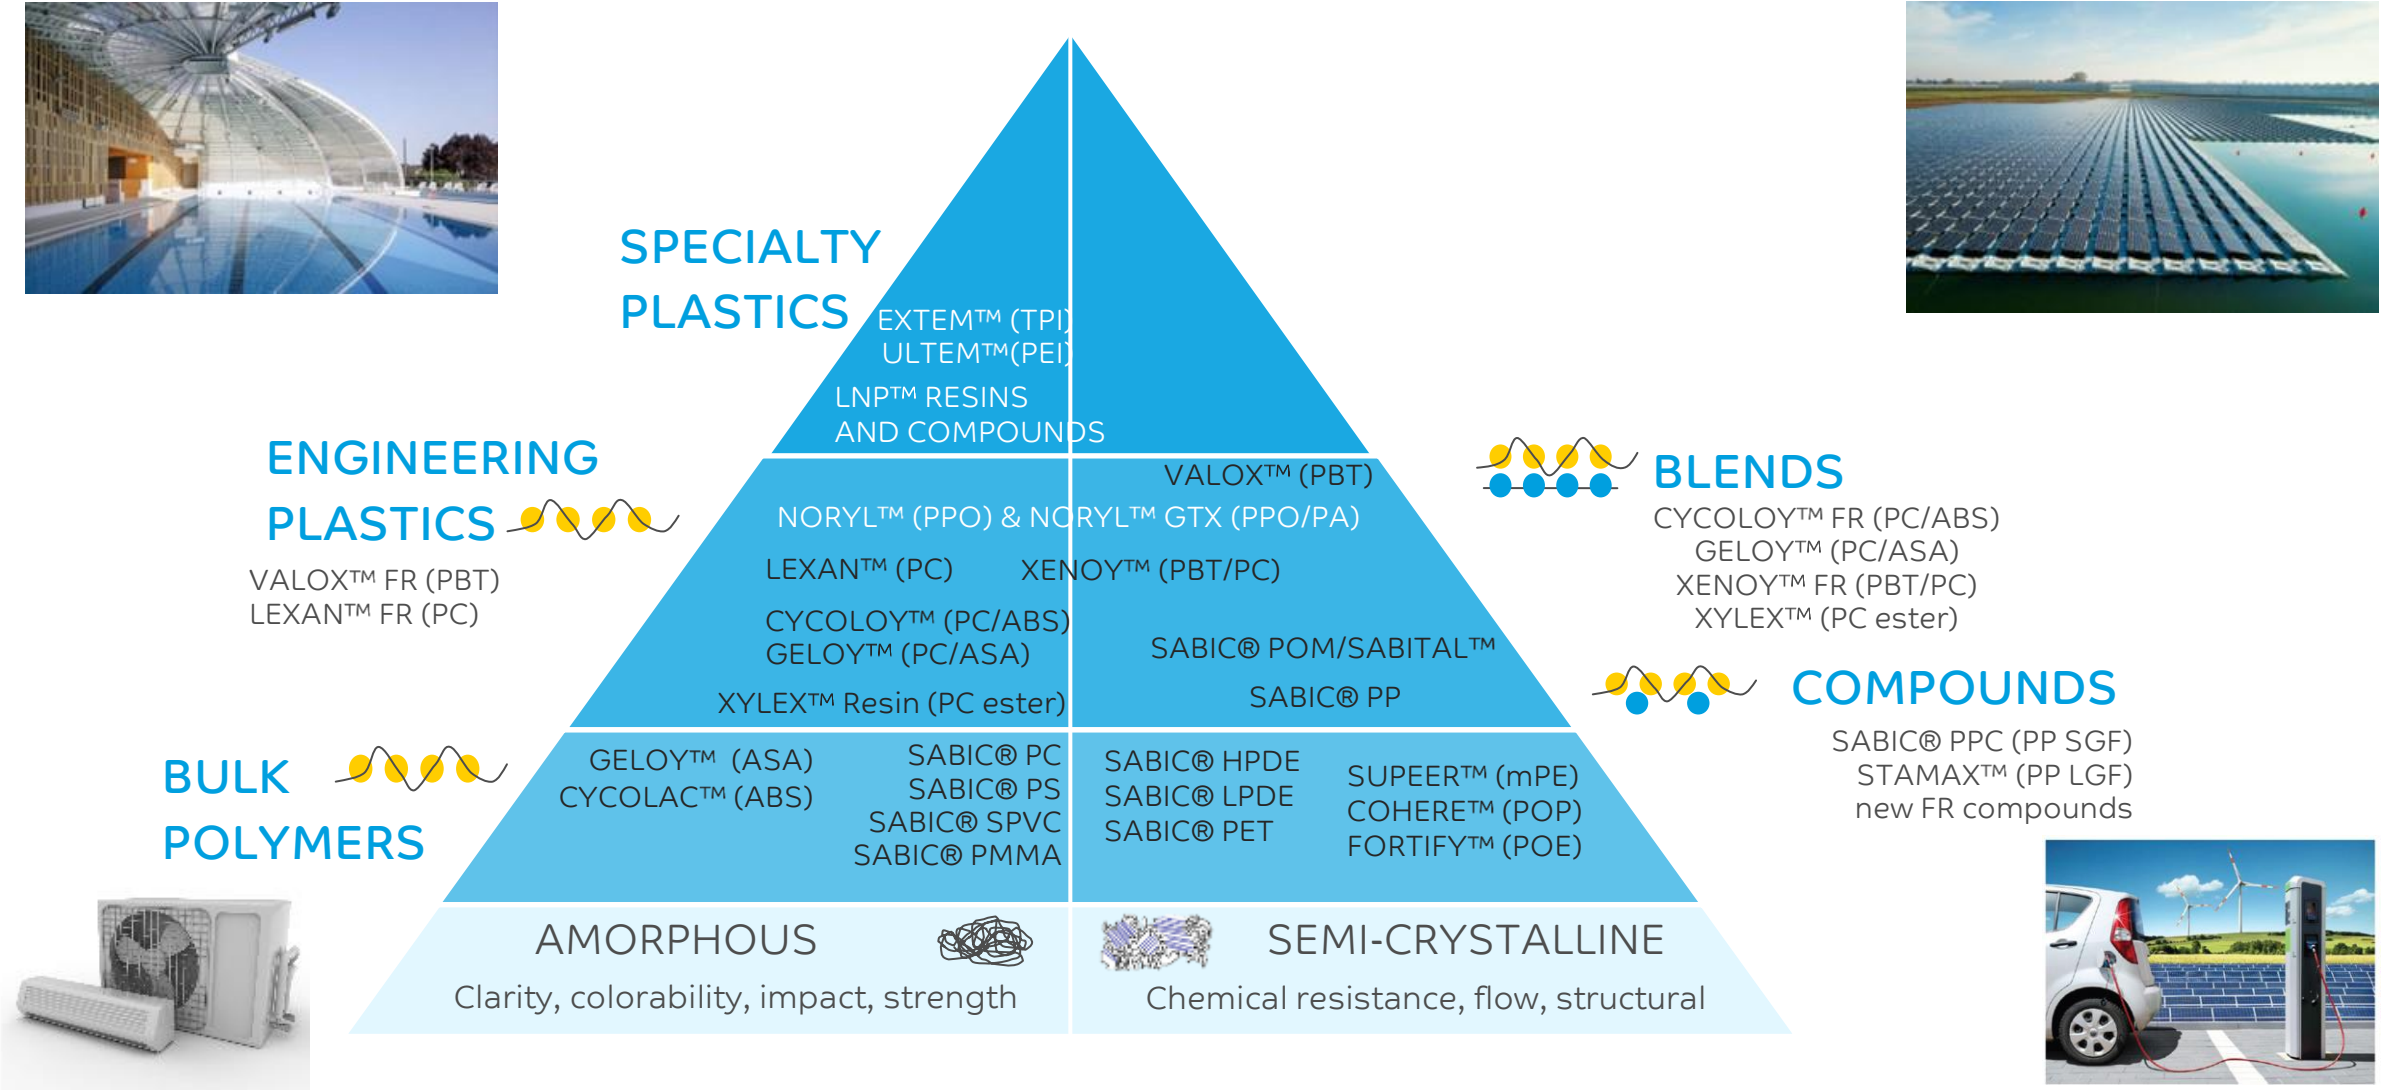 SPECIALTY
PLASTICS
EXTEM™ (TPI)
ULTEM™(PEI)
LNP™ RESINS
AND COMPOUNDS
ENGINEERING
PLASTICS
VALOX™ FR (PBT)
LEXAN™ FR (PC)
VALOX™ (PBT)
NORYL™ (PPO) & NORYL™ GTX (PPO/PA)
LEXAN™ (PC)
XENOY™ (PBT/PC)
CYCOLOY™ (PC/ABS)
GELOY™ (PC/ASA)
SABIC® POM/SABITAL™
XYLEX™ Resin (PC ester)
SABIC® PP
BLENDS
CYCOLOY™ FR (PC/ABS)
GELOY™ (PC/ASA)
XENOY™ FR (PBT/PC)
XYLEX™ (PC ester)
COMPOUNDS
SABIC® PPC (PP SGF)
STAMAX™ (PP LGF)
new FR compounds
BULK
POLYMERS
GELOY™ (ASA)
CYCOLAC™ (ABS)
SABIC® PC
SABIC® PS
SABIC® SPVC
SABIC® PMMA
SABIC® HPDE
SABIC® LPDE
SABIC® PET
SUPEER™ (mPE)
COHERE™ (POP)
FORTIFY™ (POE)
AMORPHOUS
Clarity, colorability, impact, strength
SEMI-CRYSTALLINE
Chemical resistance, flow, structural